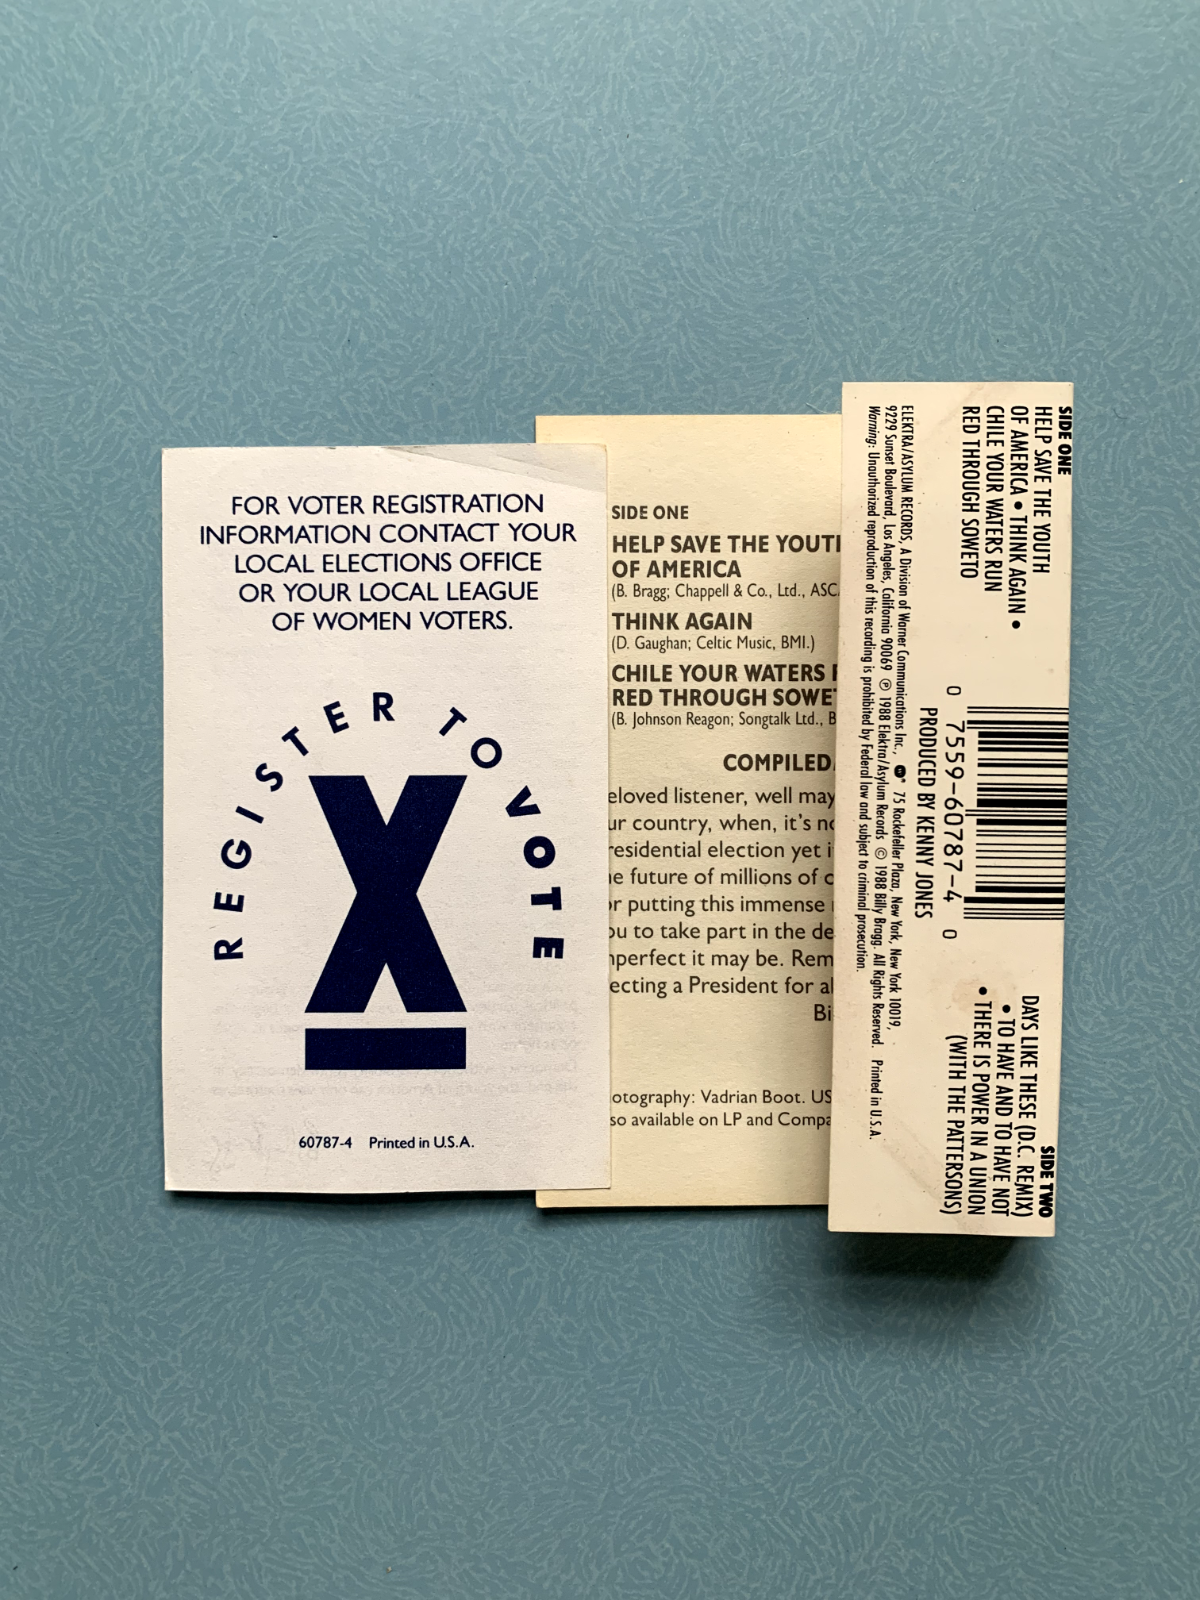 FOR VOTER REGISTRATION
INFORMATION CONTACT YOUR
LOCAL ELECTIONS OFFICE
OR YOUR LOCAL LEAGUE
OF WOMEN VOTERS.
REGISTER TO VOTE
X
60787-4 Printed in U.S.A.
SIDE ONE
HELP SAVE THE YOUTH
OF AMERICA
(B. Bragg; Chappell & Co., Ltd., ASCA
THINK AGAIN
(D. Gaughan; Celtic Music, BMI.)
CHILE YOUR WATERS R
RED THROUGH SOWET
(B. Johnson Reagon; Songtalk Ltd., B
COMPILED
eloved listener, well may
ur country, when, it's no
residential election yet i
e future of millions of c
or putting this immense
ou to take part in the de
perfect it may be. Rem
ecting a President for al
Bi
otography: Vadrian Boot. US
so available on LP and Compa
SIDE ONE
HELP SAVE THE YOUTH
OF AMERICA • THINK AGAIN •
CHILE YOUR WATERS RUN
RED THROUGH SOWETO
0 7559-60787-4 0
PRODUCED BY KENNY JONES
ELEKTRA/ASYLUM RECORDS, A Division of Warner Communications Inc., 75 Rockefeller Plaza, New York, New York 10019,
9229 Sunset Boulevard, Los Angeles, California 90069 ℗ 1988 Elektra/Asylum Records © 1988 Billy Bragg. All Rights Reserved. Printed in U.S.A.
Warning: Unauthorized reproduction of this recording is prohibited by Federal law and subject to criminal prosecution.
SIDE TWO
DAYS LIKE THESE (D.C. REMIX)
• TO HAVE AND TO HAVE NOT
• THERE IS POWER IN A UNION
(WITH THE PATTERSONS)